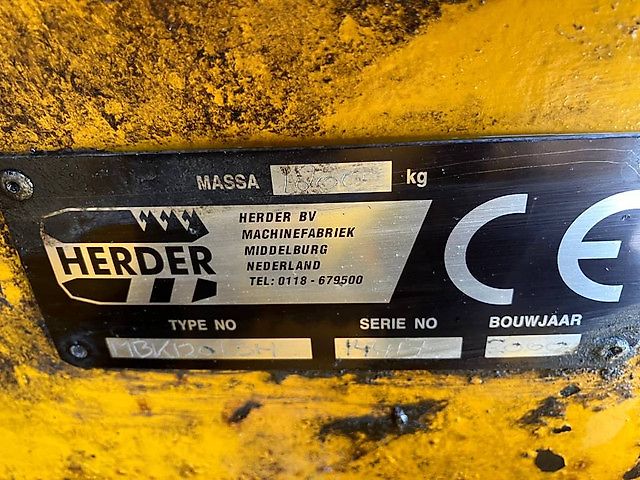 MASSA kg
HERDER
HERDER BV
MACHINEFABRIEK
MIDDELBURG
NEDERLAND
TEL: 0118 - 679500
CE
TYPE NO SERIE NO BOUWJAAR